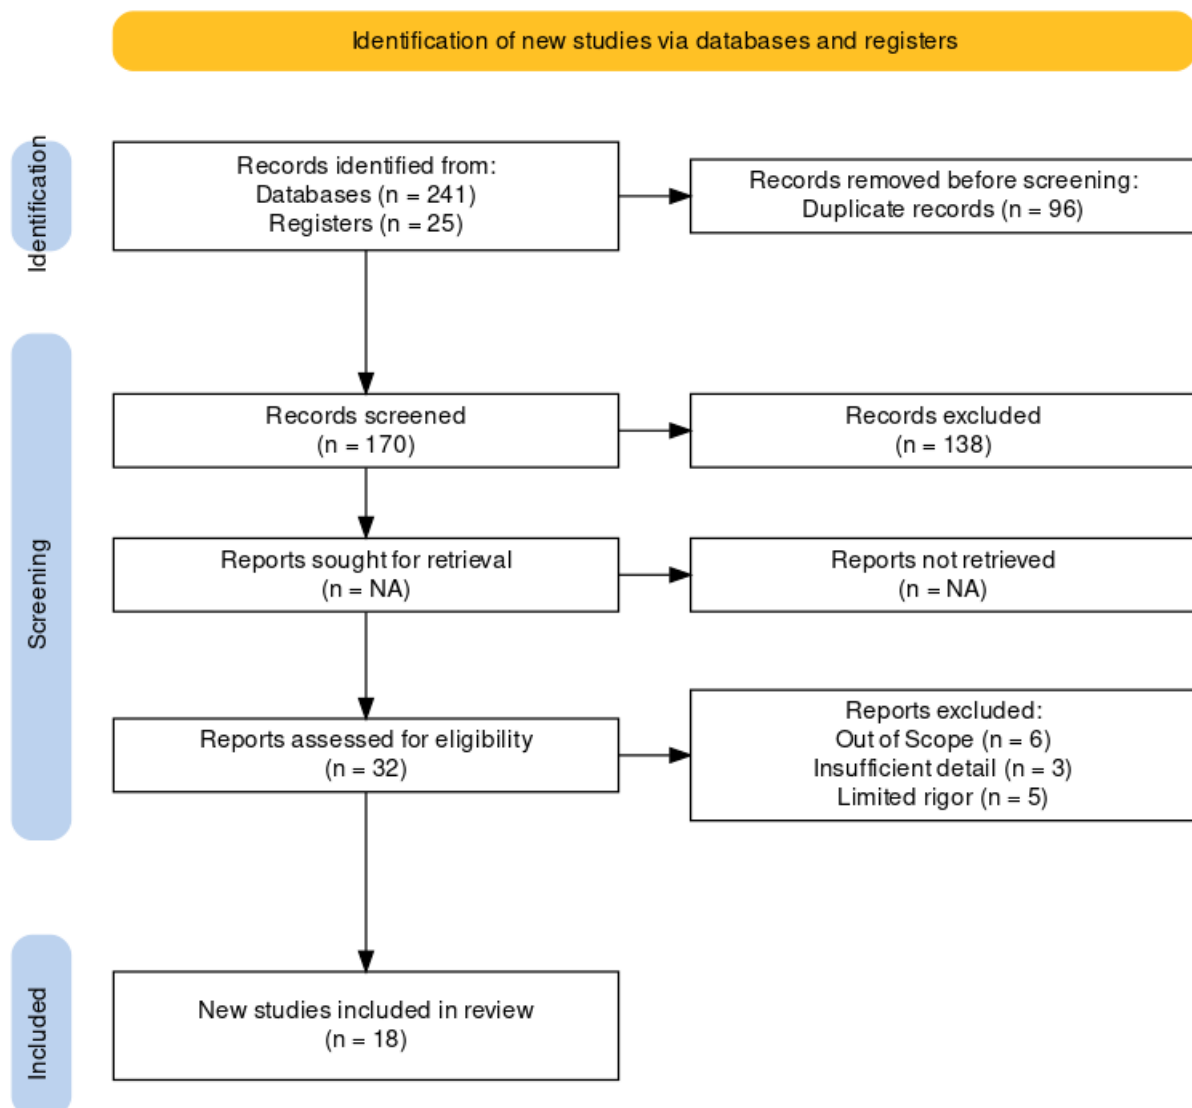 Identification of new studies via databases and registers
Identification
Records identified from:
Databases (n = 241)
Registers (n = 25)
Records removed before screening:
Duplicate records (n = 96)
Screening
Records screened
(n = 170)
Records excluded
(n = 138)
Reports sought for retrieval
(n = NA)
Reports not retrieved
(n = NA)
Reports assessed for eligibility
(n = 32)
Reports excluded:
Out of Scope (n = 6)
Insufficient detail (n = 3)
Limited rigor (n = 5)
Included
New studies included in review
(n = 18)